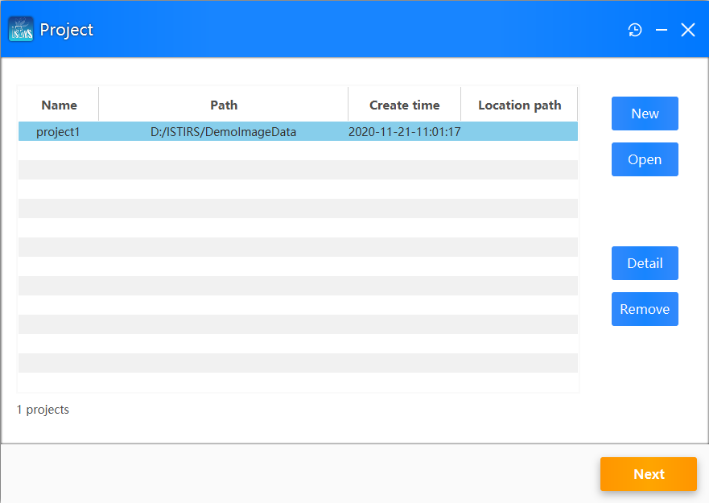 Project
Name Path Create time Location path
project1 D:/ISTIRS/DemoImageData 2020-11-21-11:01:17
New
Open
Detail
Remove
1 projects
Next